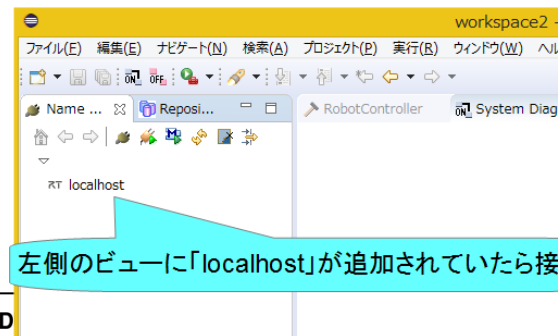 workspace2 -
ファイル(F) 編集(E) ナビゲート(N) 検索(A) プロジェクト(P) 実行(R) ウィンドウ(W) ヘル
Name ... Reposi... RobotController System Diag
RT localhost
左側のビューに「localhost」が追加されていたら接
D